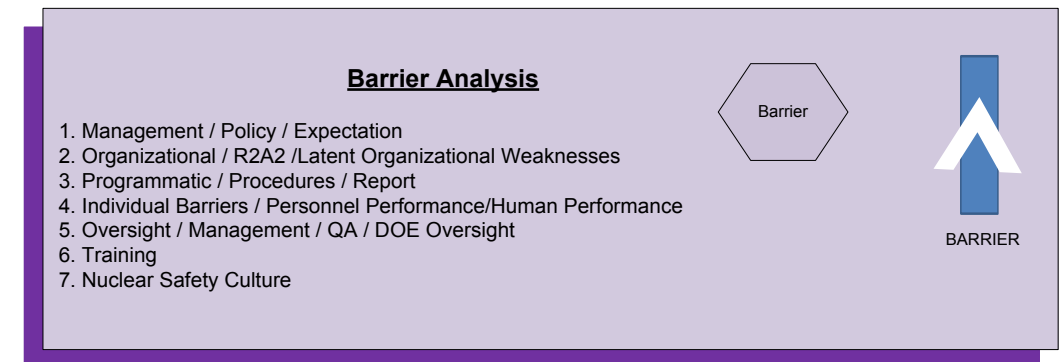 Barrier Analysis
Barrier
1. Management / Policy / Expectation
2. Organizational / R2A2 /Latent Organizational Weaknesses
3. Programmatic / Procedures / Report
4. Individual Barriers / Personnel Performance/Human Performance
5. Oversight / Management / QA / DOE Oversight
6. Training
7. Nuclear Safety Culture
BARRIER